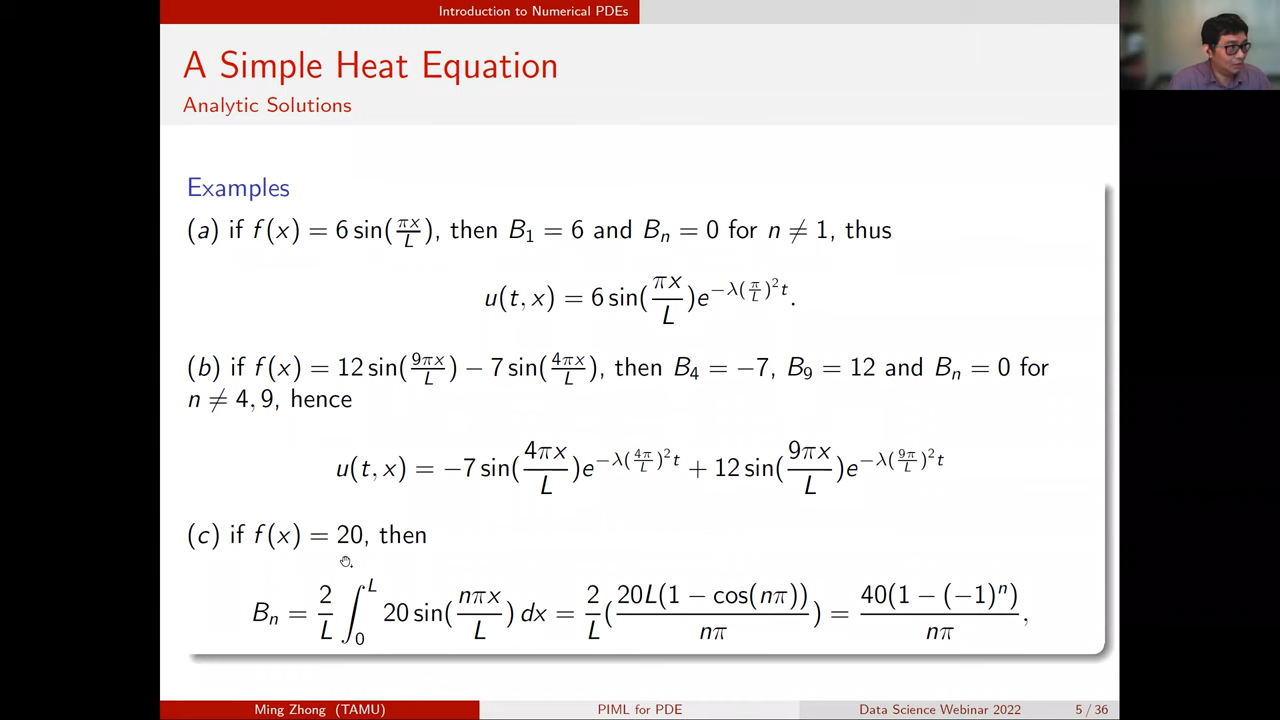 Introduction to Numerical PDEs
A Simple Heat Equation
Analytic Solutions
Examples
(a) if f(x) = 6 sin(πx/L), then B₁ = 6 and Bₙ = 0 for n ≠ 1, thus
u(t, x) = 6 sin(πx/L)e^{−λ(π/L)²t}.
(b) if f(x) = 12 sin(9πx/L) − 7 sin(4πx/L), then B₄ = −7, B₉ = 12 and Bₙ = 0 for
n ≠ 4, 9, hence
u(t, x) = −7 sin(4πx/L)e^{−λ(4π/L)²t} + 12 sin(9πx/L)e^{−λ(9π/L)²t}
(c) if f(x) = 20, then
Bₙ = 2/L ∫₀ᴸ 20 sin(nπx/L) dx = 2/L(20L(1 − cos(nπ))/nπ) = 40(1 − (−1)ⁿ)/nπ,
Ming Zhong (TAMU) PIML for PDE Data Science Webinar 2022 5 / 36